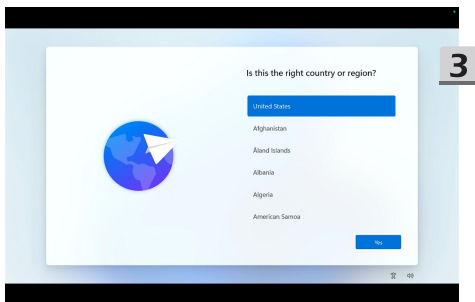 Is this the right country or region?
3
United States
Afghanistan
Åland Islands
Albania
Algeria
American Samoa
Yes